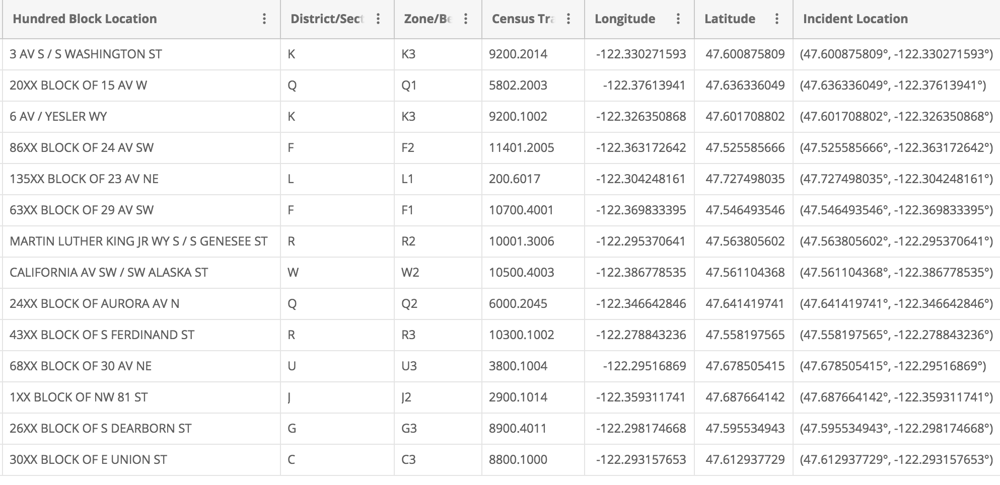 Hundred Block Location District/Sect Zone/Be Census Tra Longitude Latitude Incident Location
3 AV S / S WASHINGTON ST K K3 9200.2014 -122.330271593 47.600875809 (47.600875809°, -122.330271593°)
20XX BLOCK OF 15 AV W Q Q1 5802.2003 -122.37613941 47.636336049 (47.636336049°, -122.37613941°)
6 AV / YESLER WY K K3 9200.1002 -122.326350868 47.601708802 (47.601708802°, -122.326350868°)
86XX BLOCK OF 24 AV SW F F2 11401.2005 -122.363172642 47.525585666 (47.525585666°, -122.363172642°)
135XX BLOCK OF 23 AV NE L L1 200.6017 -122.304248161 47.727498035 (47.727498035°, -122.304248161°)
63XX BLOCK OF 29 AV SW F F1 10700.4001 -122.369833395 47.546493546 (47.546493546°, -122.369833395°)
MARTIN LUTHER KING JR WY S / S GENESEE ST R R2 10001.3006 -122.295370641 47.563805602 (47.563805602°, -122.295370641°)
CALIFORNIA AV SW / SW ALASKA ST W W2 10500.4003 -122.386778535 47.561104368 (47.561104368°, -122.386778535°)
24XX BLOCK OF AURORA AV N Q Q2 6000.2045 -122.346642846 47.641419741 (47.641419741°, -122.346642846°)
43XX BLOCK OF S FERDINAND ST R R3 10300.1002 -122.278843236 47.558197565 (47.558197565°, -122.278843236°)
68XX BLOCK OF 30 AV NE U U3 3800.1004 -122.29516869 47.678505415 (47.678505415°, -122.29516869°)
1XX BLOCK OF NW 81 ST J J2 2900.1014 -122.359311741 47.687664142 (47.687664142°, -122.359311741°)
26XX BLOCK OF S DEARBORN ST G G3 8900.4011 -122.298174668 47.595534943 (47.595534943°, -122.298174668°)
30XX BLOCK OF E UNION ST C C3 8800.1000 -122.293157653 47.612937729 (47.612937729°, -122.293157653°)